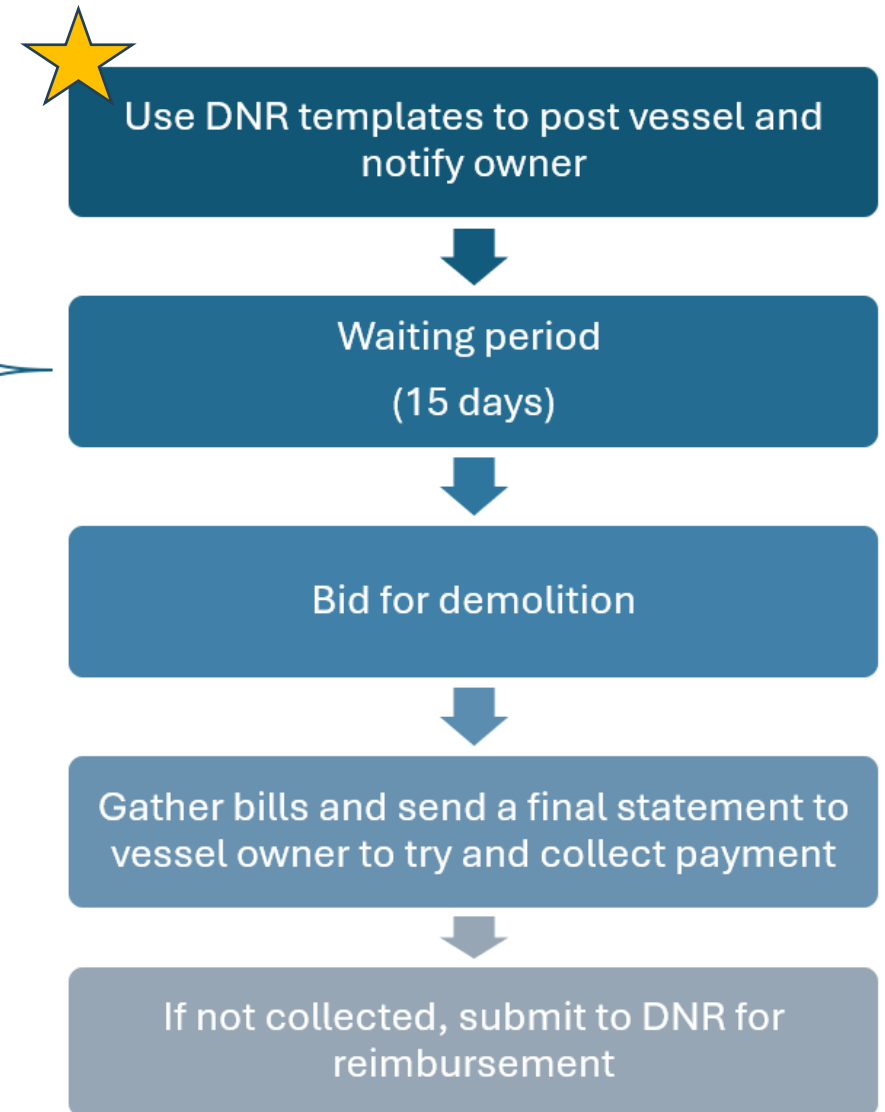 Use DNR templates to post vessel and
notify owner
Waiting period
(15 days)
Bid for demolition
Gather bills and send a final statement to
vessel owner to try and collect payment
If not collected, submit to DNR for
reimbursement